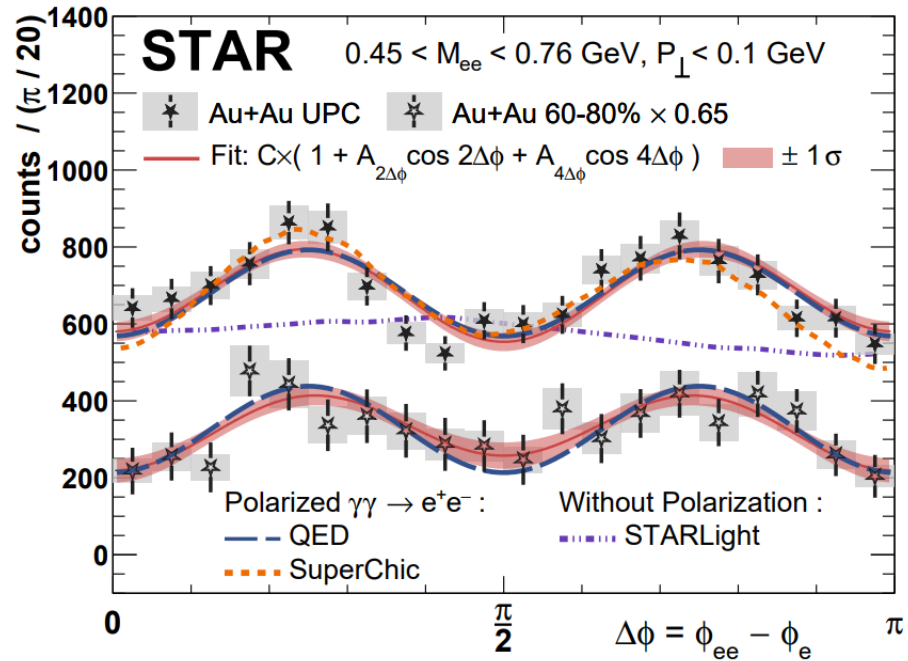 STAR 0.45 < M_ee < 0.76 GeV, P_⊥ < 0.1 GeV
Au+Au UPC Au+Au 60-80% × 0.65
Fit: C×( 1 + A_2Δϕ cos 2Δϕ + A_4Δϕ cos 4Δϕ ) ± 1σ
counts / (π / 20)
1400
1200
1000
800
600
400
200
0
Polarized γγ → e⁺e⁻ :
QED
SuperChic
Without Polarization :
STARLight
0 π/2 π
Δϕ = ϕ_ee − ϕ_e